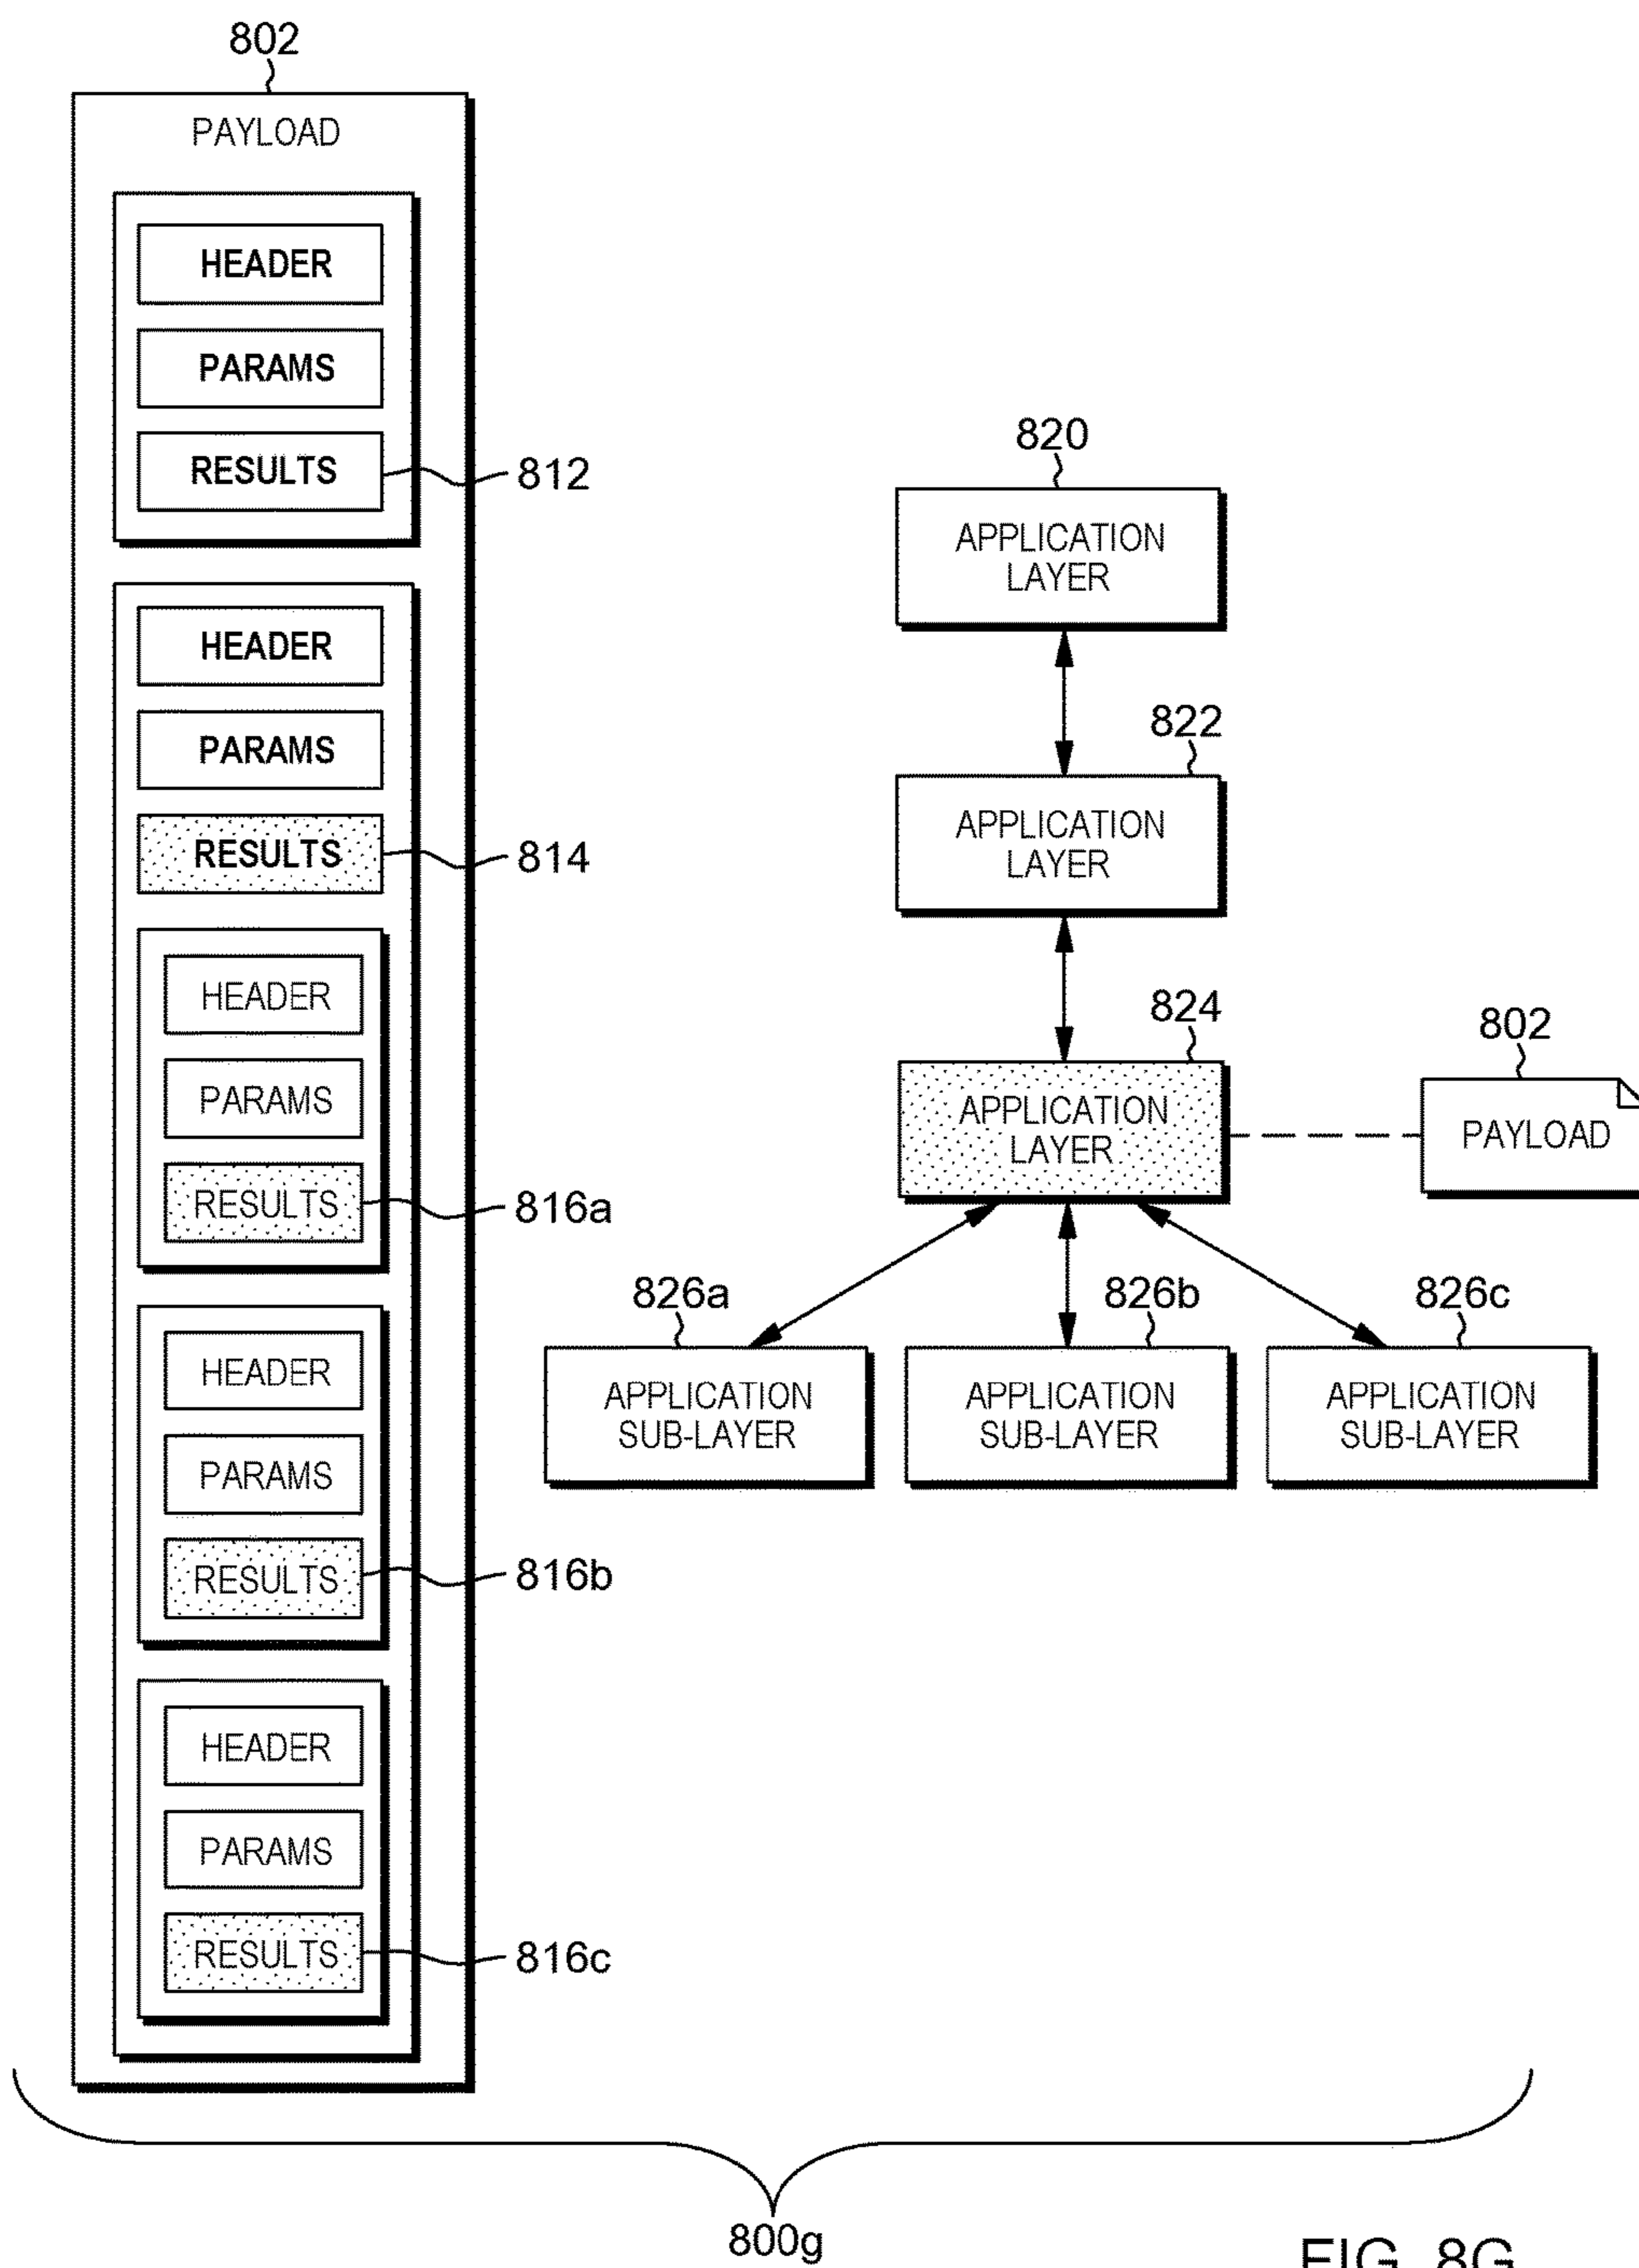 802
PAYLOAD
HEADER
PARAMS
RESULTS
812
HEADER
PARAMS
RESULTS
814
HEADER
PARAMS
RESULTS
816a
HEADER
PARAMS
RESULTS
816b
HEADER
PARAMS
RESULTS
816c
820
APPLICATION
LAYER
822
APPLICATION
LAYER
824
APPLICATION
LAYER
802
PAYLOAD
826a
APPLICATION
SUB-LAYER
826b
APPLICATION
SUB-LAYER
826c
APPLICATION
SUB-LAYER
800g
FIG. 8G